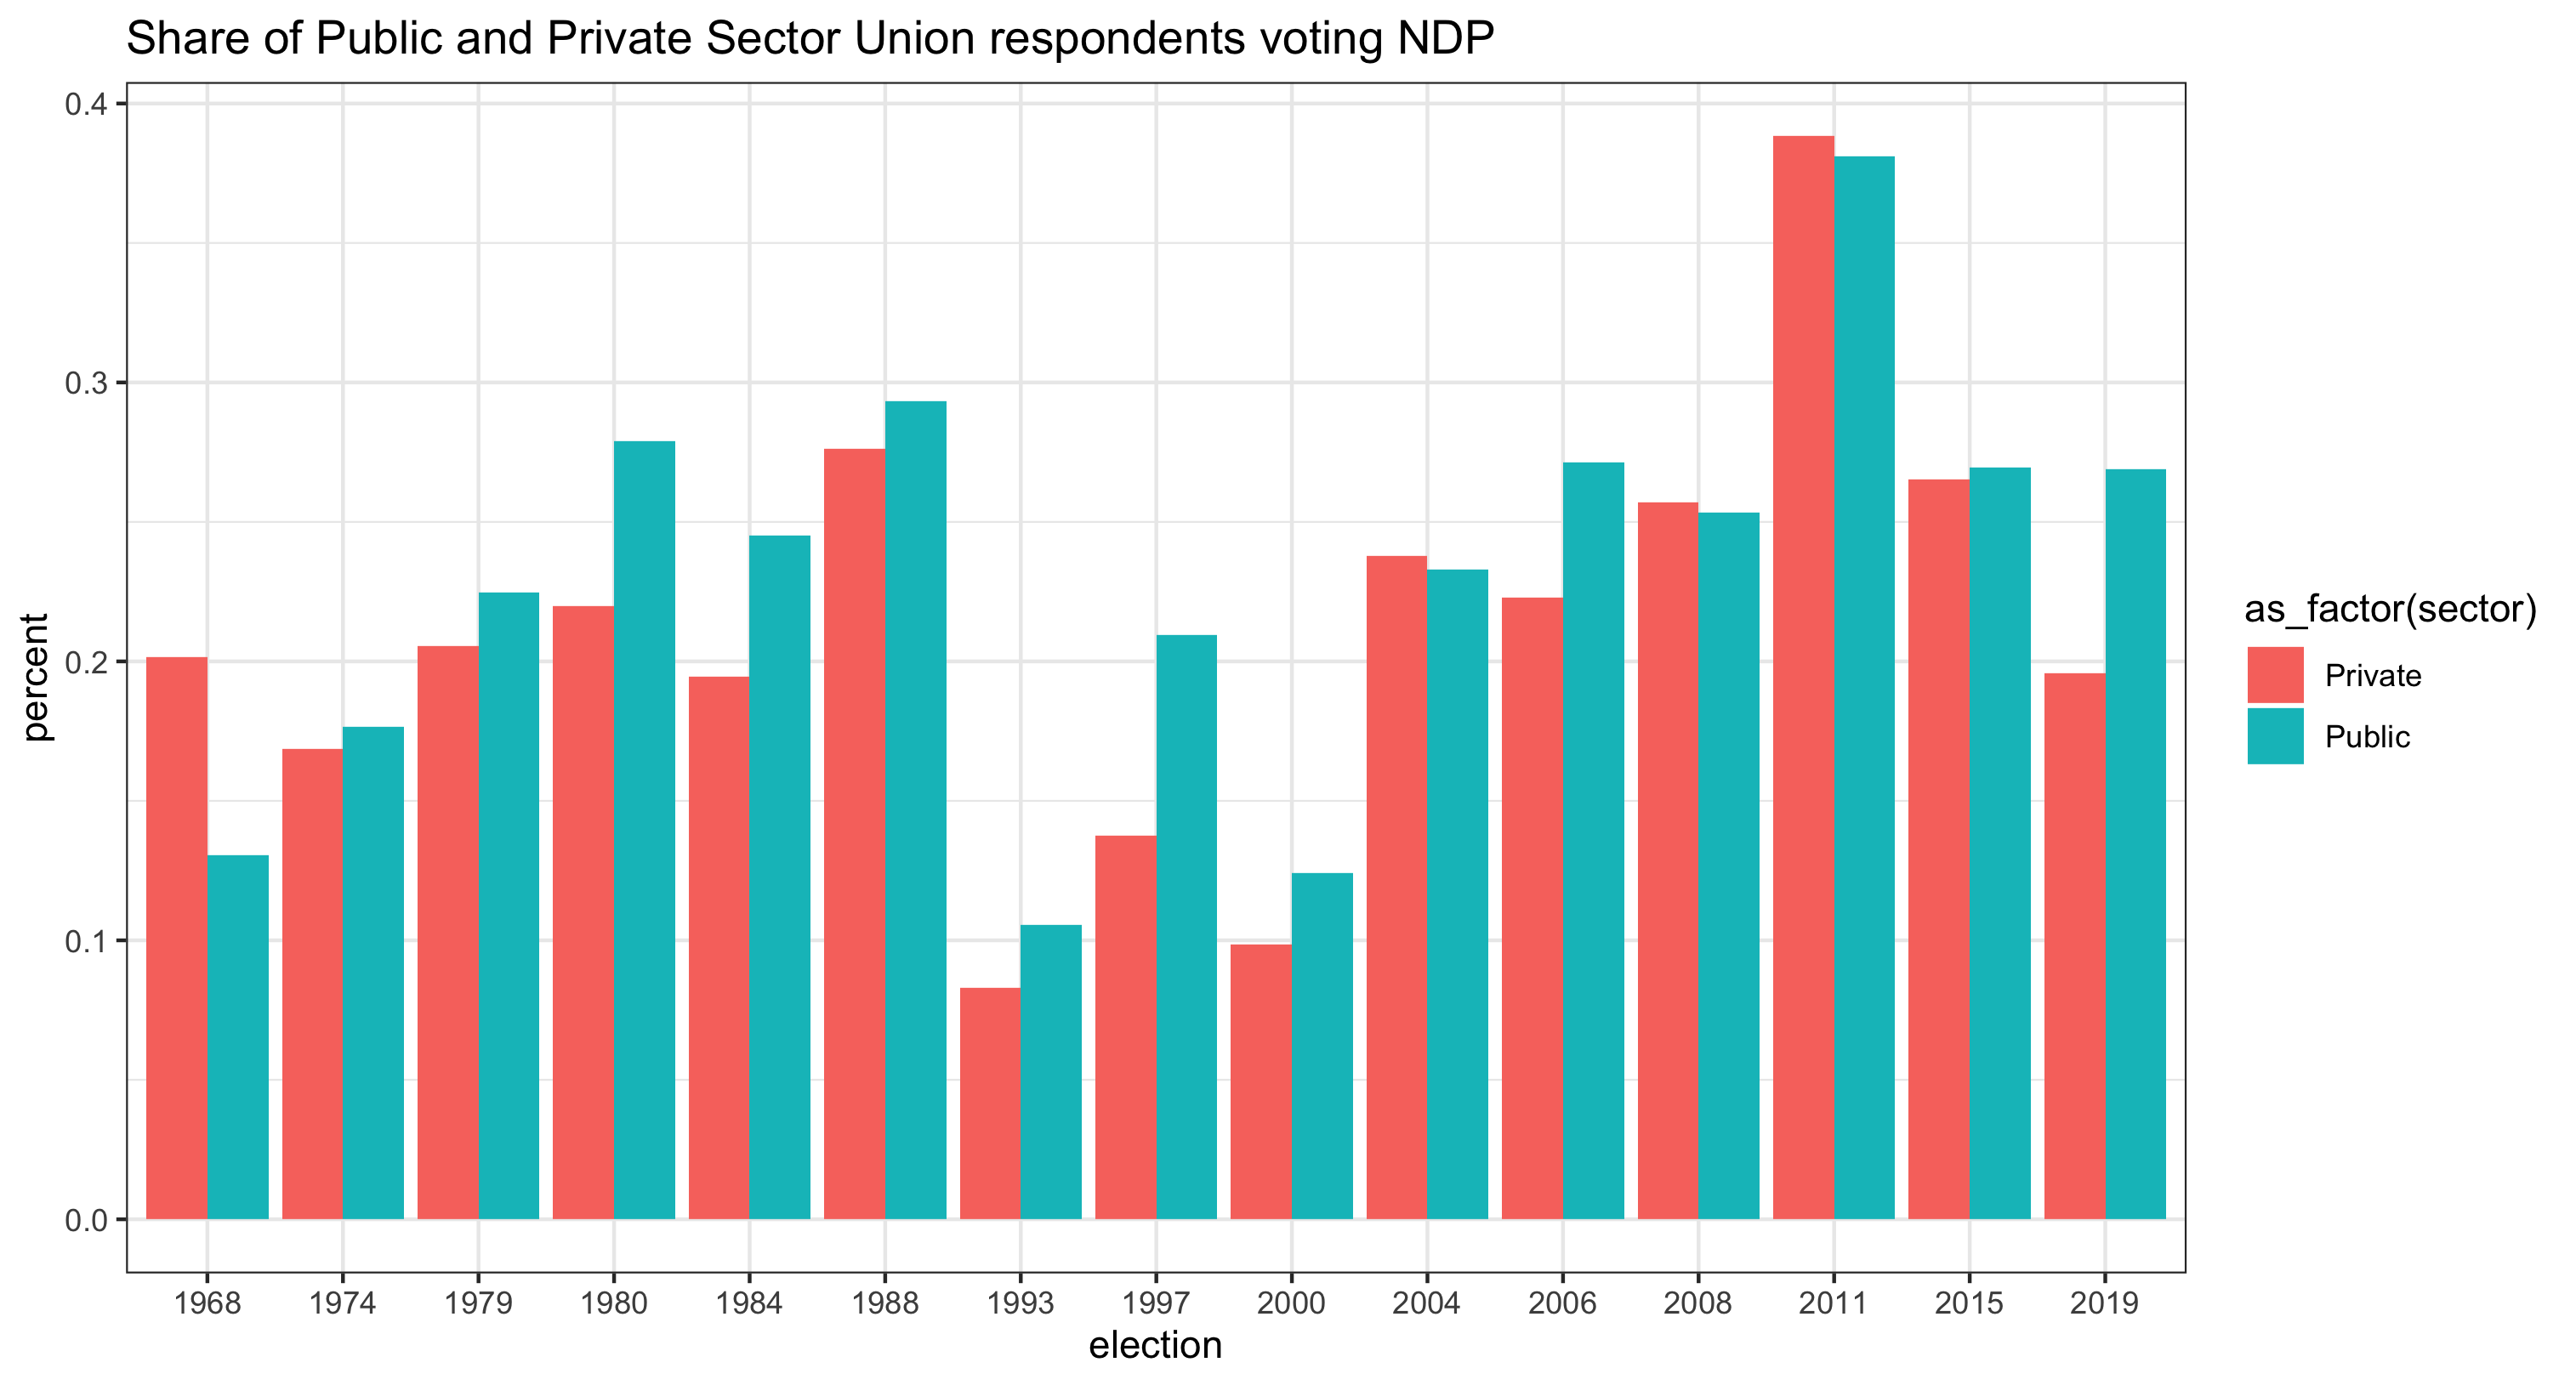 Share of Public and Private Sector Union respondents voting NDP
0.4
0.3
0.2
0.1
0.0
percent
1968 1974 1979 1980 1984 1988 1993 1997 2000 2004 2006 2008 2011 2015 2019
election
as_factor(sector)
Private
Public